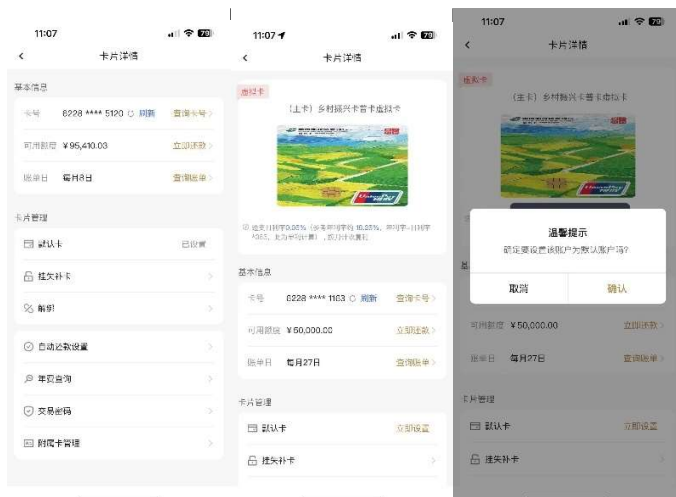 11:07
79
卡片详情
基本信息
卡号 6228 **** 5120 刷新 查询卡号
可用额度 ¥95,410.03 立即还款
账单日 每月8日 查询账单
卡片管理
默认卡 已设置
挂失补卡
解绑
自动还款设置
年费查询
交易密码
附属卡管理
11:07
79
卡片详情
虚拟卡
(主卡) 乡村振兴卡普卡虚拟卡
UnionPay
基本信息
卡号 6228 **** 1163 刷新 查询卡号
可用额度 ¥50,000.00 立即还款
账单日 每月27日 查询账单
卡片管理
默认卡 立即设置
挂失补卡
11:07
79
卡片详情
虚拟卡
(主卡) 乡村振兴卡普卡虚拟卡
UnionPay
温馨提示
确定要设置该账户为默认账户吗?
取消 确认
可用额度 ¥50,000.00 立即还款
账单日 每月27日 查询账单
卡片管理
默认卡 立即设置
挂失补卡